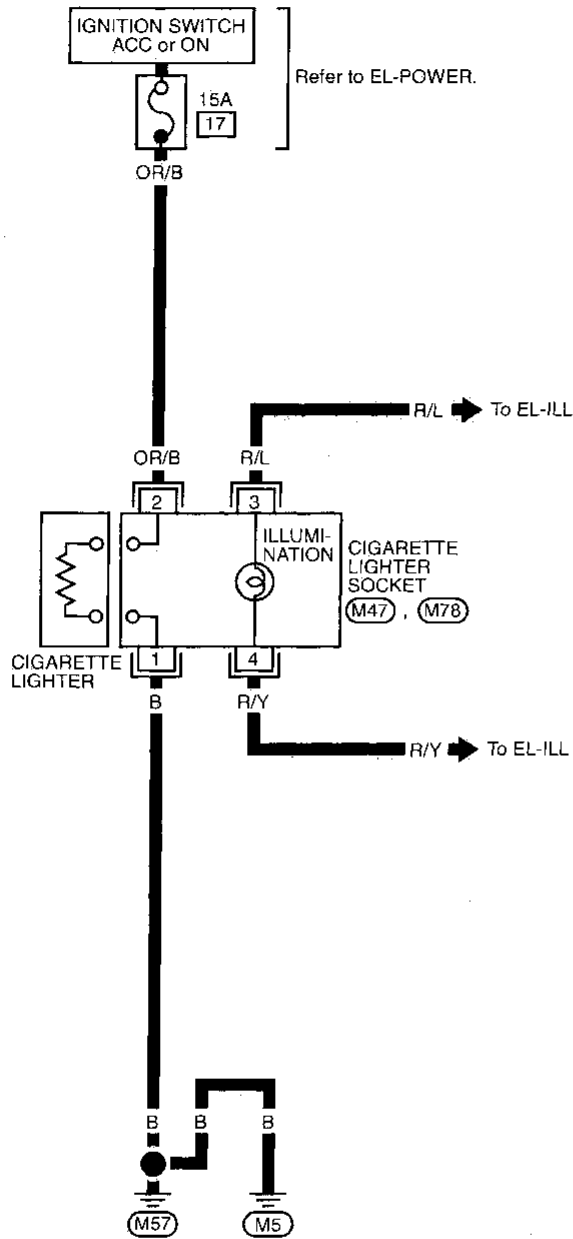 IGNITION SWITCH
ACC or ON
Refer to EL-POWER.
15A
17
OR/B
R/L
To EL-ILL
OR/B
R/L
2
3
ILLUMI-
NATION
CIGARETTE
LIGHTER
SOCKET
M47 , M78
1
4
CIGARETTE
LIGHTER
B
R/Y
R/Y
To EL-ILL
B
B
B
M57
M5